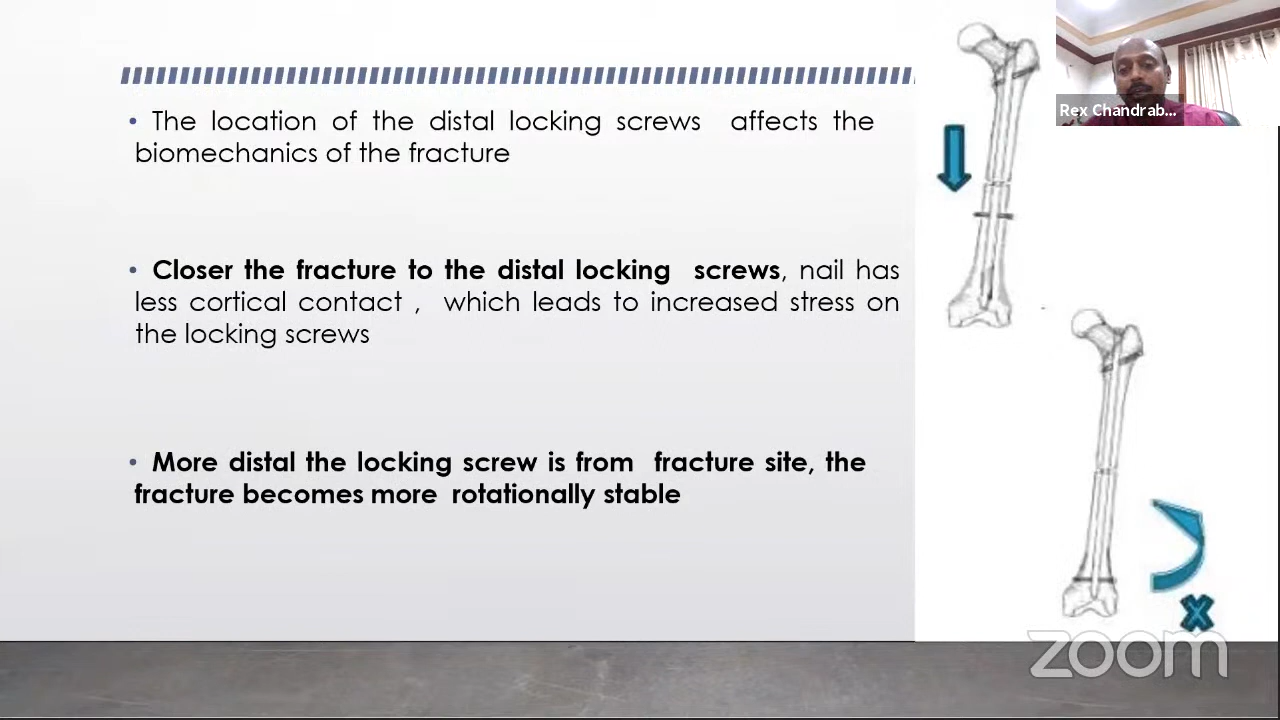 • The location of the distal locking screws affects the
biomechanics of the fracture
• Closer the fracture to the distal locking screws, nail has
less cortical contact , which leads to increased stress on
the locking screws
• More distal the locking screw is from fracture site, the
fracture becomes more rotationally stable
Rex Chandrab...
zoom